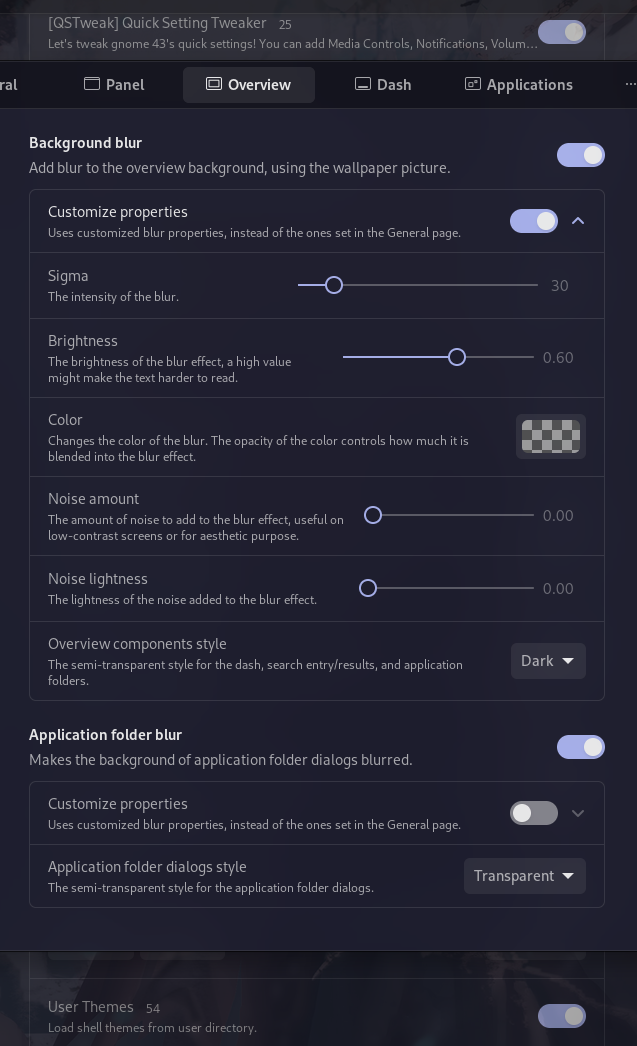 [QSTweak] Quick Setting Tweaker 25
Let's tweak gnome 43's quick settings! You can add Media Controls, Notifications, Volum...
ral Panel Overview Dash Applications ...
Background blur
Add blur to the overview background, using the wallpaper picture.
Customize properties
Uses customized blur properties, instead of the ones set in the General page.
Sigma
The intensity of the blur.
30
Brightness
The brightness of the blur effect, a high value
might make the text harder to read.
0.60
Color
Changes the color of the blur. The opacity of the color controls how much it is
blended into the blur effect.
Noise amount
The amount of noise to add to the blur effect, useful on
low-contrast screens or for aesthetic purpose.
0.00
Noise lightness
The lightness of the noise added to the blur effect.
0.00
Overview components style
The semi-transparent style for the dash, search entry/results, and application
folders.
Dark
Application folder blur
Makes the background of application folder dialogs blurred.
Customize properties
Uses customized blur properties, instead of the ones set in the General page.
Application folder dialogs style
The semi-transparent style for the application folder dialogs.
Transparent
User Themes 54
Load shell themes from user directory.